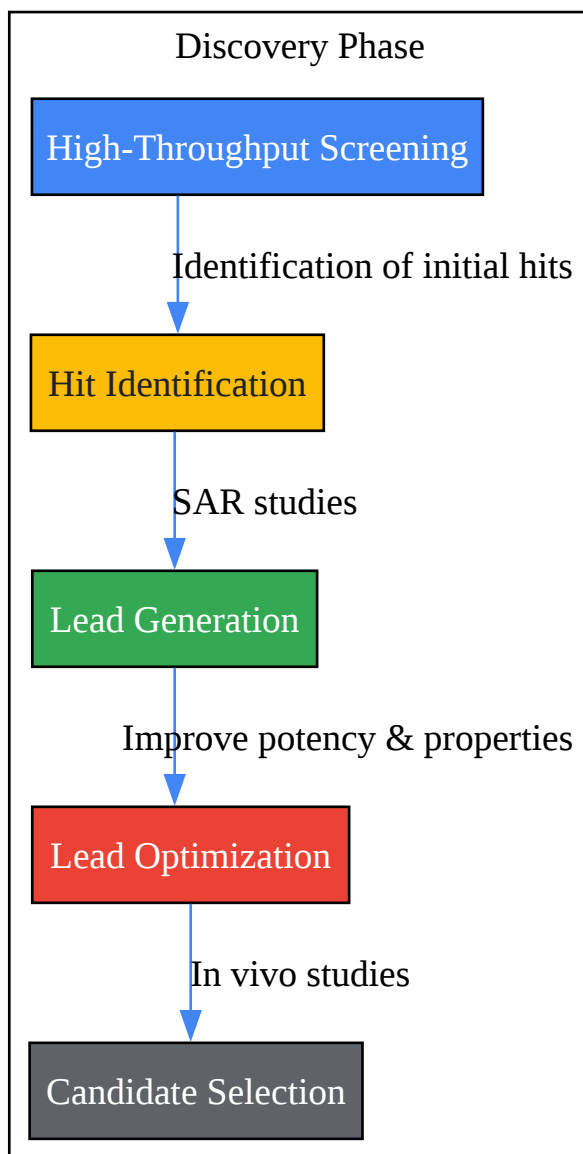 Discovery Phase
High-Throughput Screening
Identification of initial hits
Hit Identification
SAR studies
Lead Generation
Improve potency & properties
Lead Optimization
In vivo studies
Candidate Selection